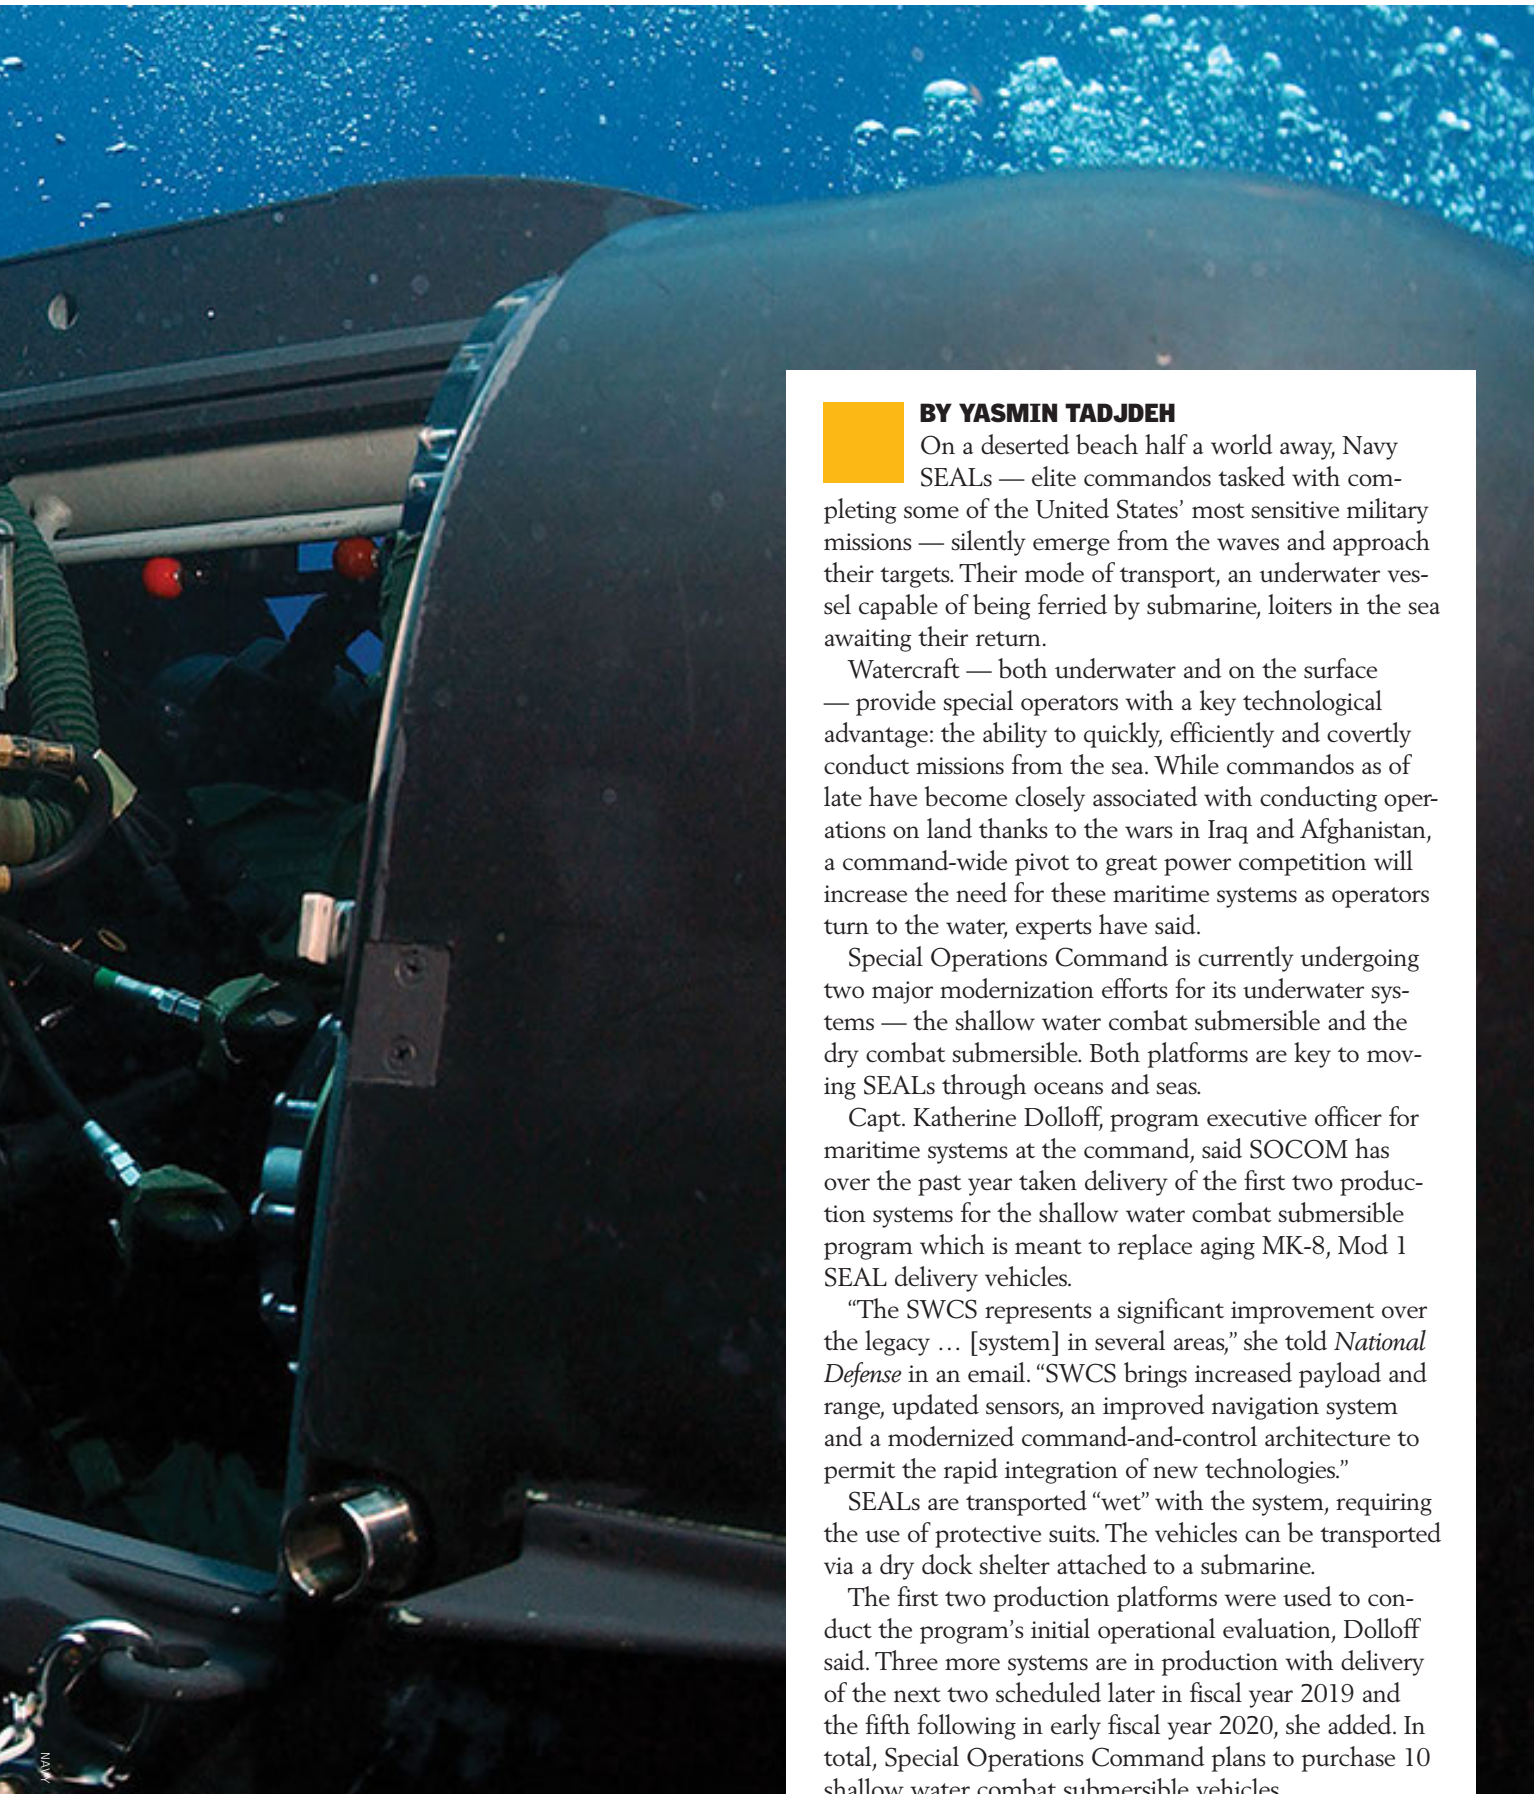 BY YASMIN TADJDEH
On a deserted beach half a world away, Navy
SEALs — elite commandos tasked with com-
pleting some of the United States’ most sensitive military
missions — silently emerge from the waves and approach
their targets. Their mode of transport, an underwater ves-
sel capable of being ferried by submarine, loiters in the sea
awaiting their return.
Watercraft — both underwater and on the surface
— provide special operators with a key technological
advantage: the ability to quickly, efficiently and covertly
conduct missions from the sea. While commandos as of
late have become closely associated with conducting oper-
ations on land thanks to the wars in Iraq and Afghanistan,
a command-wide pivot to great power competition will
increase the need for these maritime systems as operators
turn to the water, experts have said.
Special Operations Command is currently undergoing
two major modernization efforts for its underwater sys-
tems — the shallow water combat submersible and the
dry combat submersible. Both platforms are key to mov-
ing SEALs through oceans and seas.
Capt. Katherine Dolloff, program executive officer for
maritime systems at the command, said SOCOM has
over the past year taken delivery of the first two produc-
tion systems for the shallow water combat submersible
program which is meant to replace aging MK-8, Mod 1
SEAL delivery vehicles.
“The SWCS represents a significant improvement over
the legacy … [system] in several areas,” she told National
Defense in an email. “SWCS brings increased payload and
range, updated sensors, an improved navigation system
and a modernized command-and-control architecture to
permit the rapid integration of new technologies.”
SEALs are transported “wet” with the system, requiring
the use of protective suits. The vehicles can be transported
via a dry dock shelter attached to a submarine.
The first two production platforms were used to con-
duct the program’s initial operational evaluation, Dolloff
said. Three more systems are in production with delivery
of the next two scheduled later in fiscal year 2019 and
the fifth following in early fiscal year 2020, she added. In
total, Special Operations Command plans to purchase 10
shallow water combat submersible vehicles.
NAVY